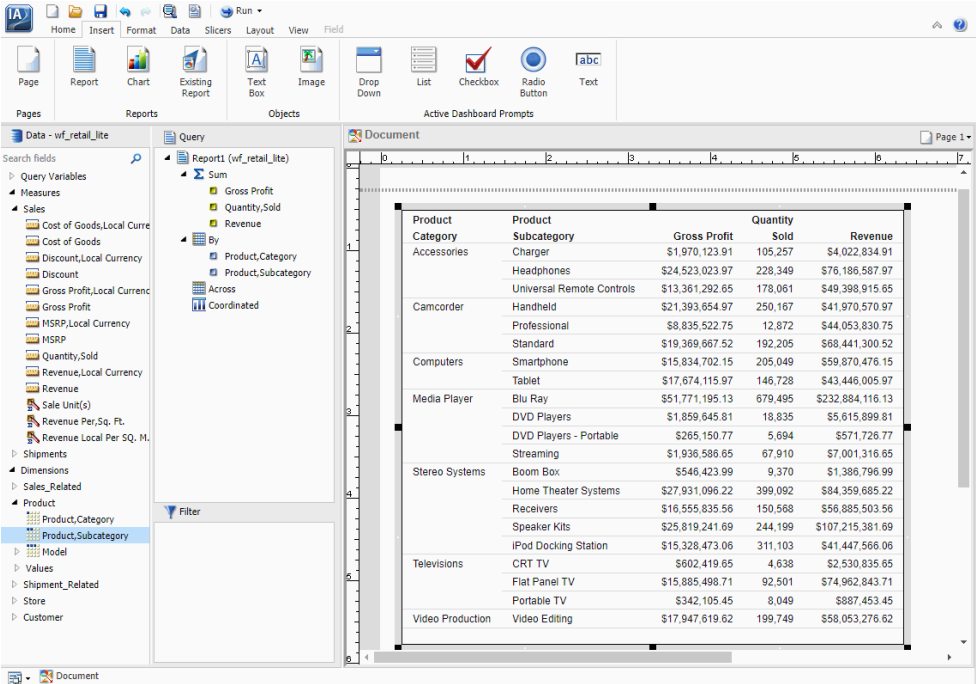 IA
Run
Home Insert Format Data Slicers Layout View Field
Page Report Chart Existing Report Text Box Image Drop Down List Checkbox Radio Button abc Text
Pages Reports Objects Active Dashboard Prompts
Data - wf_retail_lite
Search fields
Query Variables
Measures
Sales
Cost of Goods,Local Curre
Cost of Goods
Discount,Local Currency
Discount
Gross Profit,Local Currenc
Gross Profit
MSRP,Local Currency
MSRP
Quantity,Sold
Revenue,Local Currency
Revenue
Sale Unit(s)
Revenue Per,Sq. Ft.
Revenue Local Per SQ. M.
Shipments
Dimensions
Sales_Related
Product
Product,Category
Product,Subcategory
Model
Values
Shipment_Related
Store
Customer
Query
Report1 (wf_retail_lite)
Sum
Gross Profit
Quantity,Sold
Revenue
By
Product,Category
Product,Subcategory
Across
Coordinated
Filter
Document
Page 1
0 1 2 3 4 5 6 7
0
1
2
3
4
5
6
Product Product Quantity
Category Subcategory Gross Profit Sold Revenue
Accessories Charger $1,970,123.91 105,257 $4,022,834.91
Headphones $24,523,023.97 228,349 $76,186,587.97
Universal Remote Controls $13,361,292.65 178,061 $49,398,915.65
Camcorder Handheld $21,393,654.97 250,167 $41,970,570.97
Professional $8,835,522.75 12,872 $44,053,830.75
Standard $19,369,667.52 192,205 $68,441,300.52
Computers Smartphone $15,834,702.15 205,049 $59,870,476.15
Tablet $17,674,115.97 146,728 $43,446,005.97
Media Player Blu Ray $51,771,195.13 679,495 $232,884,116.13
DVD Players $1,859,645.81 18,835 $5,615,899.81
DVD Players - Portable $265,150.77 5,694 $571,726.77
Streaming $1,936,586.65 67,910 $7,001,316.65
Stereo Systems Boom Box $546,423.99 9,370 $1,386,796.99
Home Theater Systems $27,931,096.22 399,092 $84,359,685.22
Receivers $16,555,835.56 150,568 $56,885,503.56
Speaker Kits $25,819,241.69 244,199 $107,215,381.69
iPod Docking Station $15,328,473.06 311,103 $41,447,566.06
Televisions CRT TV $602,419.65 4,638 $2,530,835.65
Flat Panel TV $15,885,498.71 92,501 $74,962,843.71
Portable TV $342,105.45 8,049 $887,453.45
Video Production Video Editing $17,947,619.62 199,749 $58,053,276.62
Document